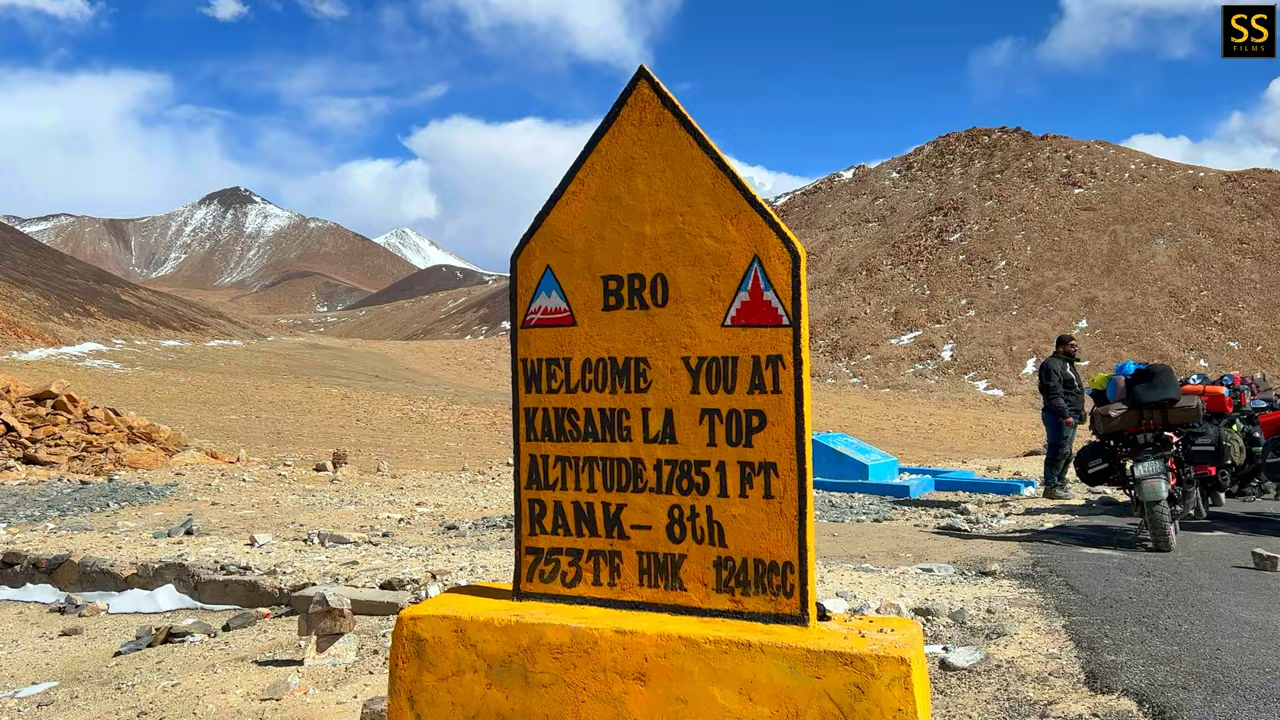 SS
FILMS
BRO
WELCOME YOU AT
KAKSANG LA TOP
ALTITUDE.17851 FT
RANK- 8th
753TF HMK 124RCC